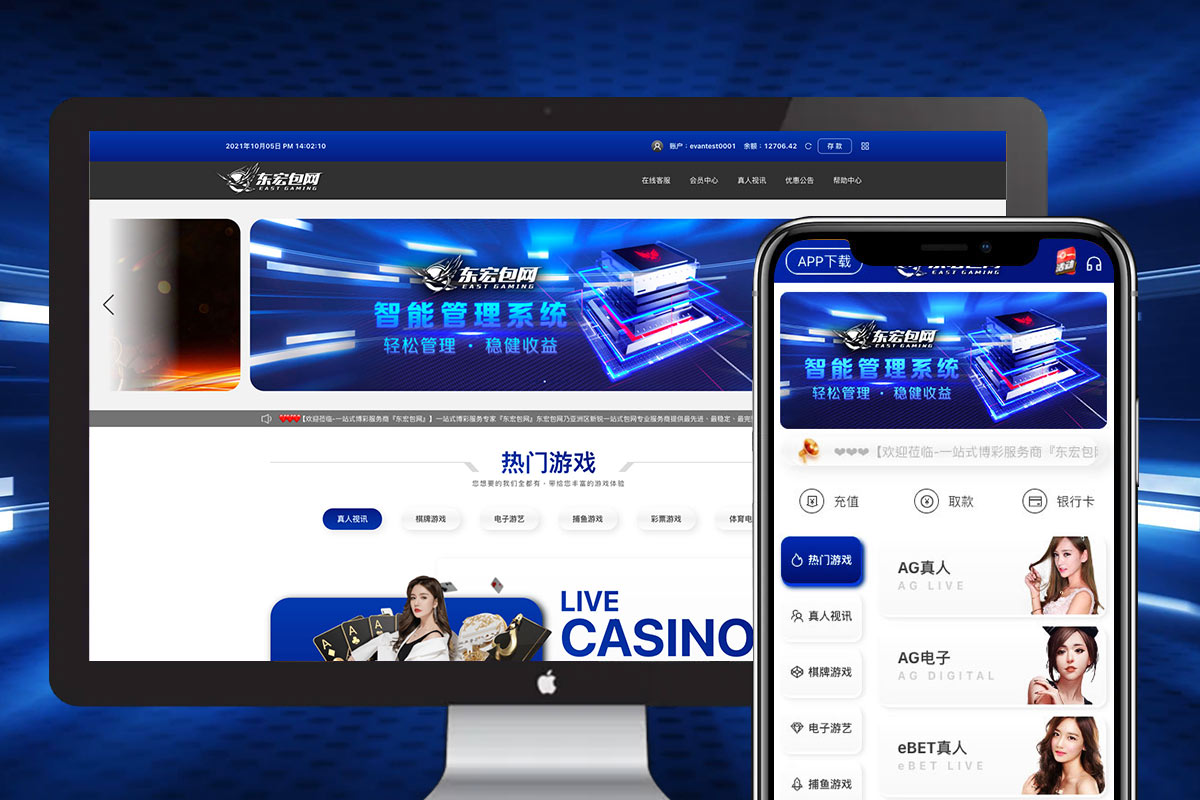 2021年10月05日 PM 14:02:10
账户：evantest0001 余额：12706.42 存款
东宏包网
EAST GAMING
在线客服 会员中心 真人视讯 优惠公告 帮助中心
东宏包网
EAST GAMING
智能管理系统
轻松管理 · 稳健收益
【欢迎莅临-一站式博彩服务商『东宏包网』】一站式博彩服务专家『东宏包网』东宏包网乃亚洲区新锐一站式包网专业服务商提供最先进、最稳定、最完
热门游戏
您想要的我们全都有，带给您丰富的游戏体验
真人视讯 棋牌游戏 电子游艺 捕鱼游戏 彩票游戏 体育电
LIVE
CASINO
APP下载
活动
EAST GAMING
东宏包网
EAST GAMING
智能管理系统
轻松管理 · 稳健收益
【欢迎莅临-一站式博彩服务商『东宏包网
充值 取款 银行卡
热门游戏
真人视讯
棋牌游戏
电子游艺
捕鱼游戏
AG真人
AG LIVE
AG电子
AG DIGITAL
eBET真人
eBET LIVE